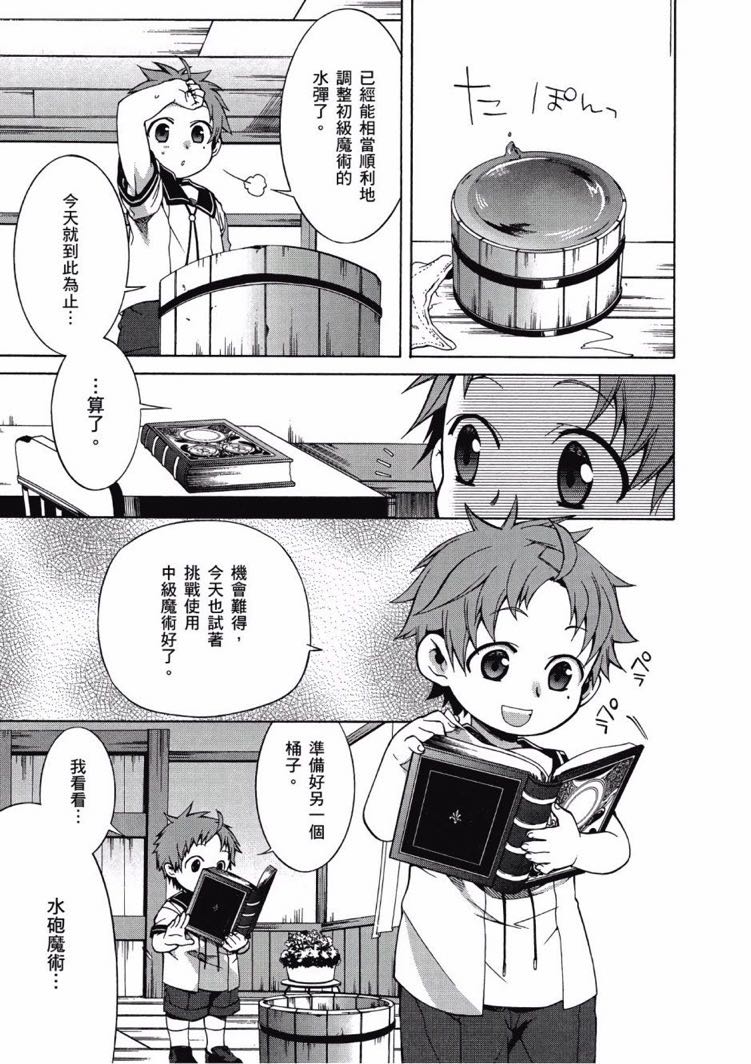 たぽんっ
已經能相當順利地
調整初級魔術的
水彈了。
今天就到此為止…
…算了。
機會難得，
今天也試著
挑戰使用
中級魔術好了。
ペラ
ペラ
準備好另一個
桶子。
我看看…
水砲魔術…